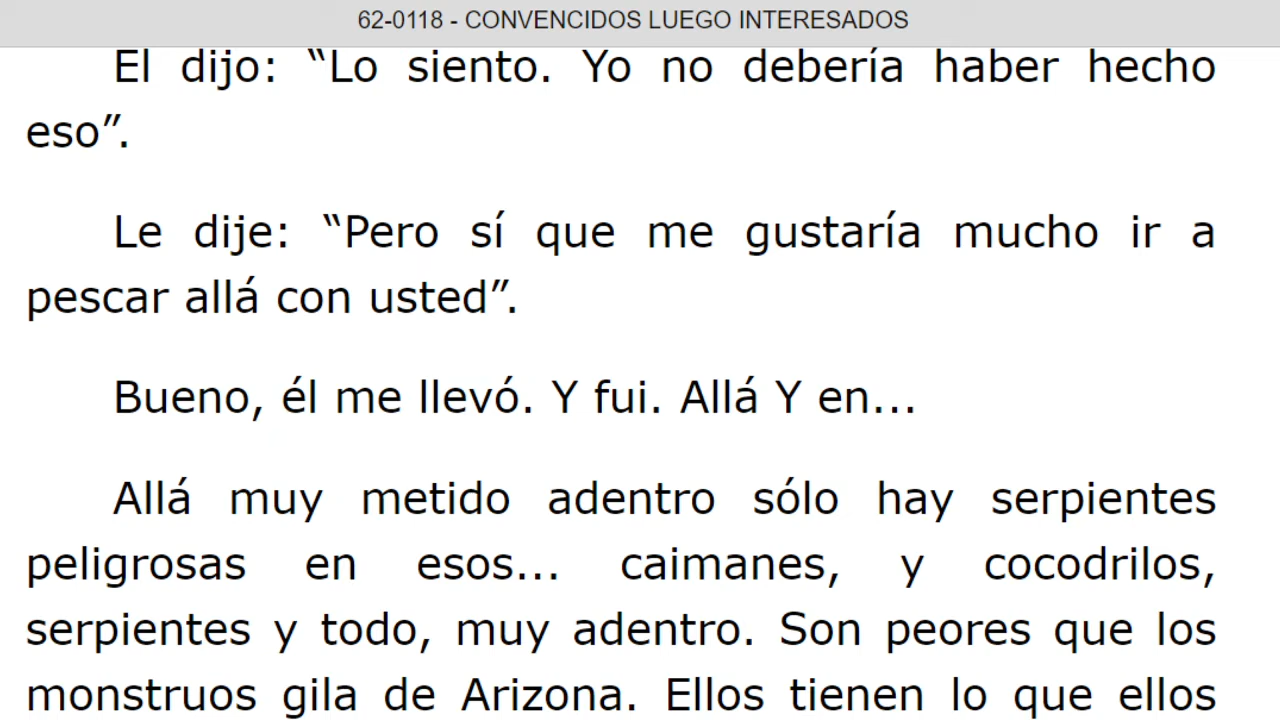 62-0118 - CONVENCIDOS LUEGO INTERESADOS
El dijo: “Lo siento. Yo no debería haber hecho
eso”.
Le dije: “Pero sí que me gustaría mucho ir a
pescar allá con usted”.
Bueno, él me llevó. Y fui. Allá Y en...
Allá muy metido adentro sólo hay serpientes
peligrosas en esos... caimanes, y cocodrilos,
serpientes y todo, muy adentro. Son peores que los
monstruos gila de Arizona. Ellos tienen lo que ellos